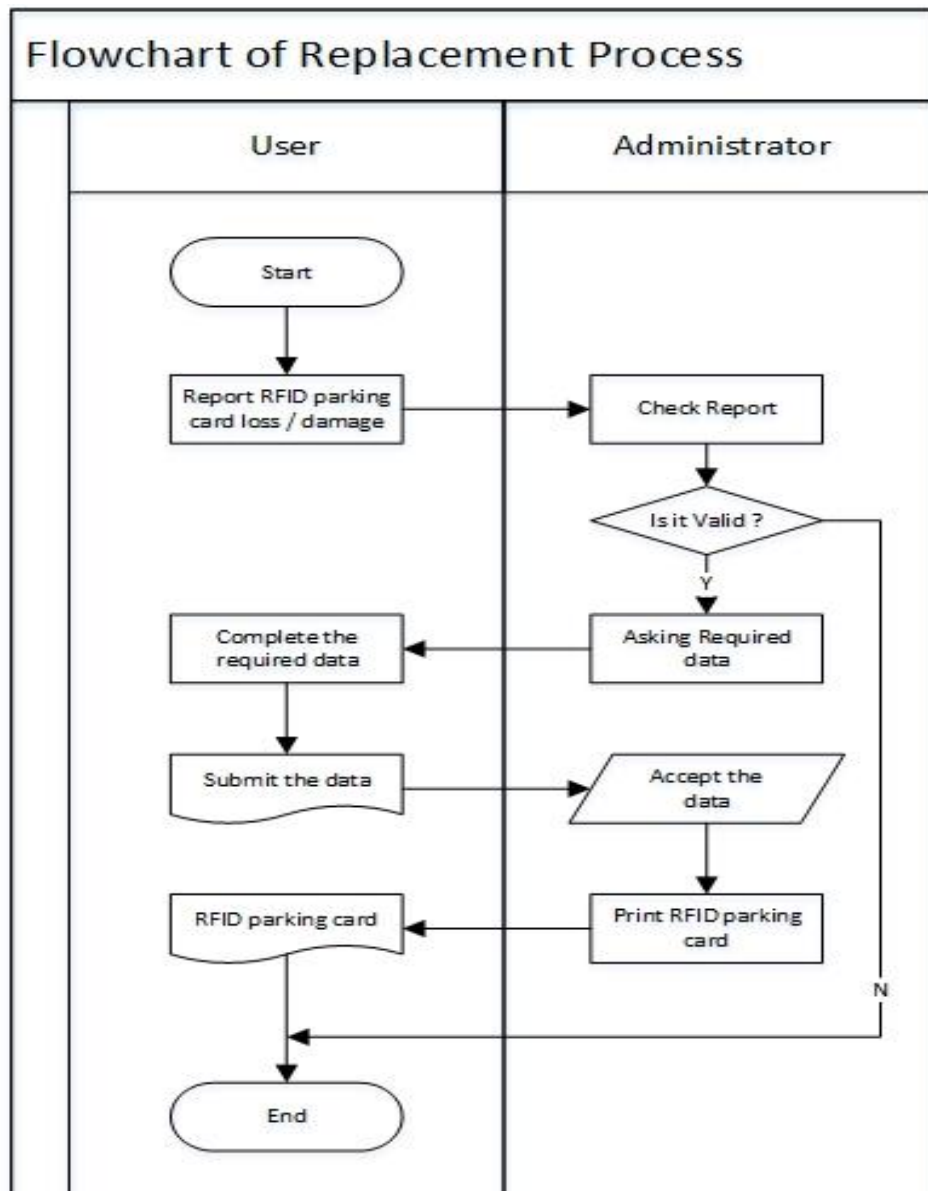 Flowchart of Replacement Process
User
Administrator
Start
Report RFID parking
card loss / damage
Check Report
Is it Valid ?
Y
Complete the
required data
Asking Required
data
Submit the data
Accept the
data
RFID parking card
Print RFID parking
card
N
End